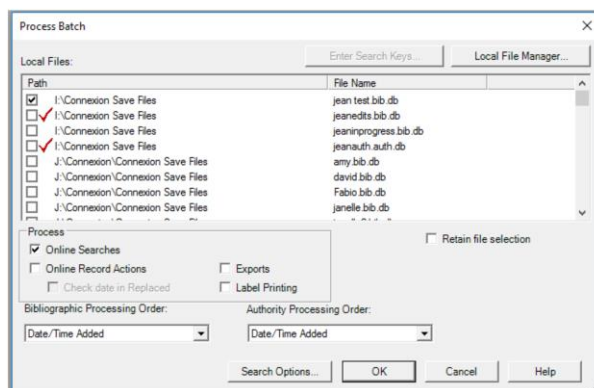 Process Batch
Enter Search Keys...
Local File Manager...
Local Files:
Path File Name
I:\Connexion Save Files jean test.bib.db
I:\Connexion Save Files jeanedits.bib.db
I:\Connexion Save Files jeaninprogress.bib.db
I:\Connexion Save Files jeanauth.auth.db
J:\Connexion\Connexion Save Files amy.bib.db
J:\Connexion\Connexion Save Files david.bib.db
J:\Connexion\Connexion Save Files Fabio.bib.db
J:\Connexion\Connexion Save Files janelle.bib.db
Process
Online Searches
Retain file selection
Online Record Actions Exports
Check date in Replaced Label Printing
Bibliographic Processing Order: Authority Processing Order:
Date/Time Added Date/Time Added
Search Options... OK Cancel Help